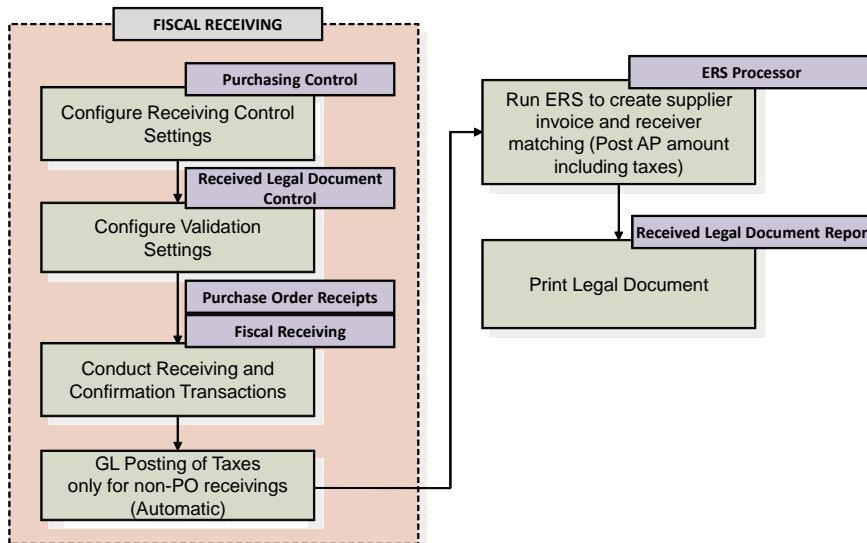 FISCAL RECEIVING
Purchasing Control
Configure Receiving Control
Settings
Received Legal Document
Control
Configure Validation
Settings
Purchase Order Receipts
Fiscal Receiving
Conduct Receiving and
Confirmation Transactions
GL Posting of Taxes
only for non-PO receivings
(Automatic)
ERS Processor
Run ERS to create supplier
invoice and receiver
matching (Post AP amount
including taxes)
Received Legal Document Report
Print Legal Document